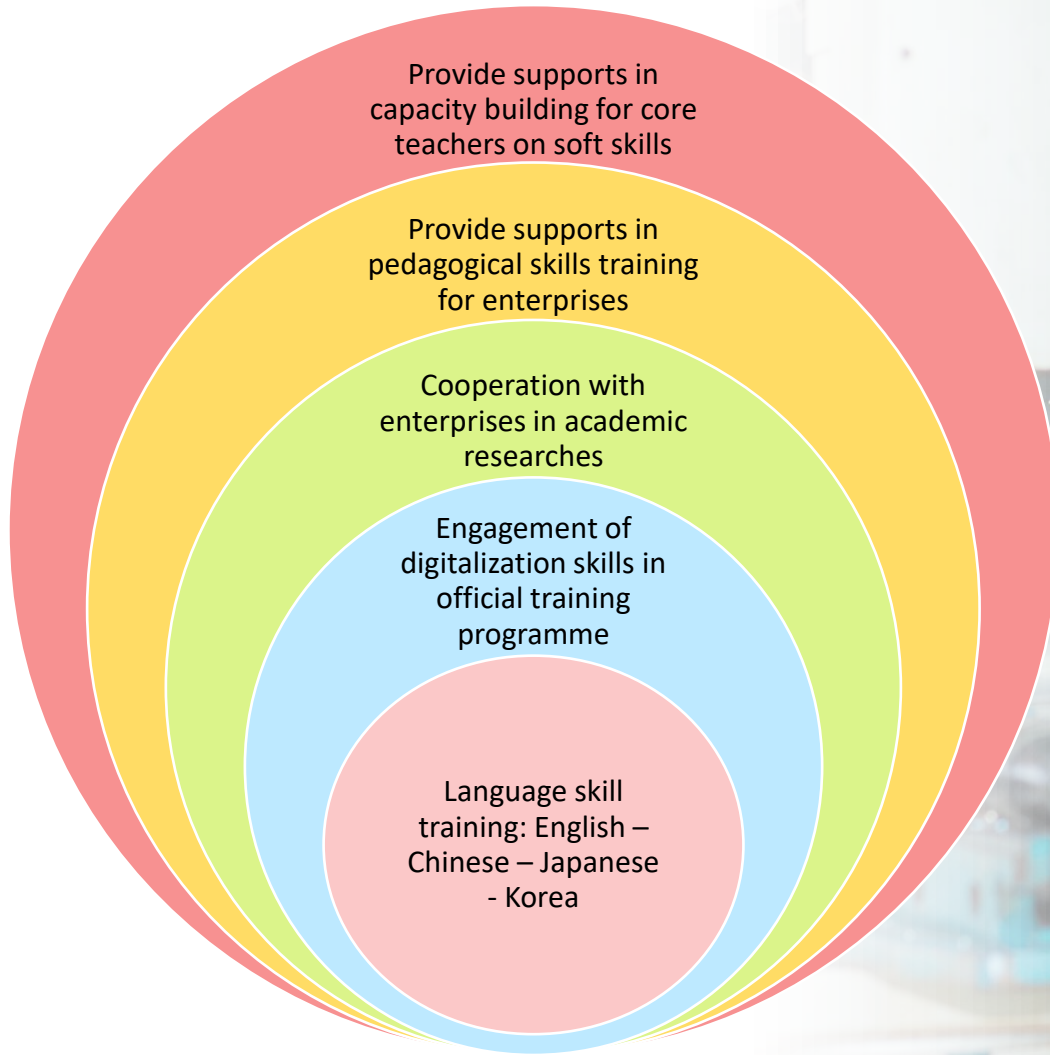 Provide supports in
capacity building for core
teachers on soft skills
Provide supports in
pedagogical skills training
for enterprises
Cooperation with
enterprises in academic
researches
Engagement of
digitalization skills in
official training
programme
Language skill
training: English –
Chinese – Japanese
- Korea